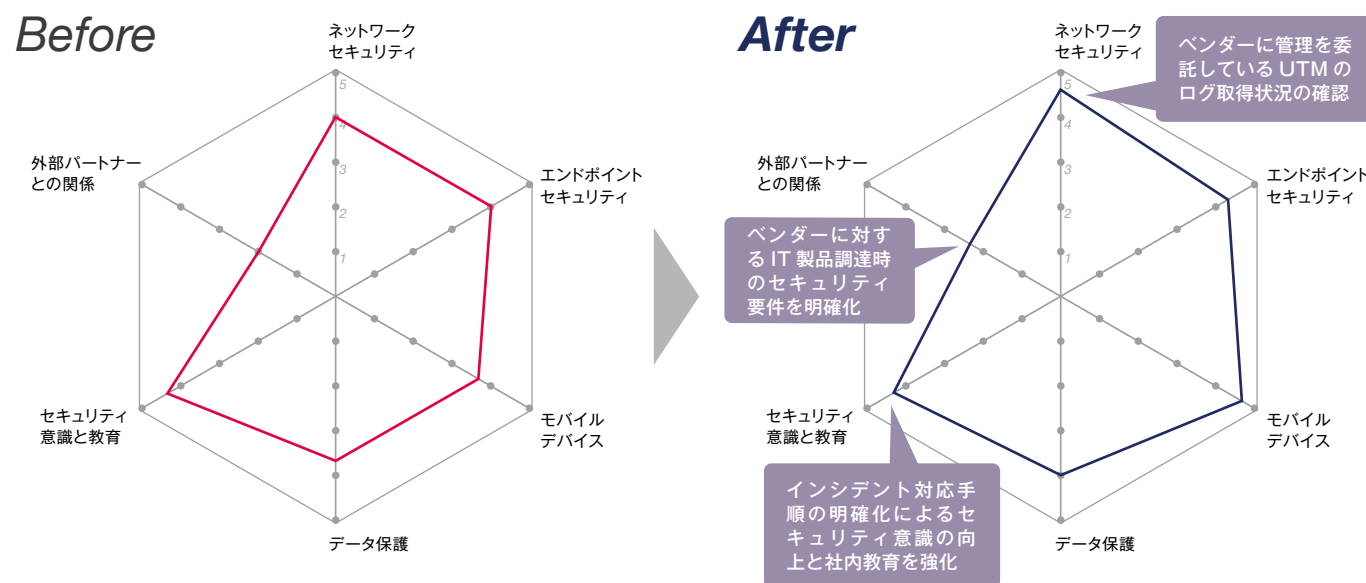 Before
ネットワーク
セキュリティ
5
4
3
2
1
外部パートナー
との関係
エンドポイント
セキュリティ
セキュリティ
意識と教育
モバイル
デバイス
データ保護
After
ネットワーク
セキュリティ
ベンダーに管理を委
託している UTM の
ログ取得状況の確認
5
4
3
2
1
外部パートナー
との関係
エンドポイント
セキュリティ
ベンダーに対す
る IT 製品調達時
のセキュリティ
要件を明確化
セキュリティ
意識と教育
モバイル
デバイス
インシデント対応手
順の明確化によるセ
キュリティ意識の向
上と社内教育を強化
データ保護